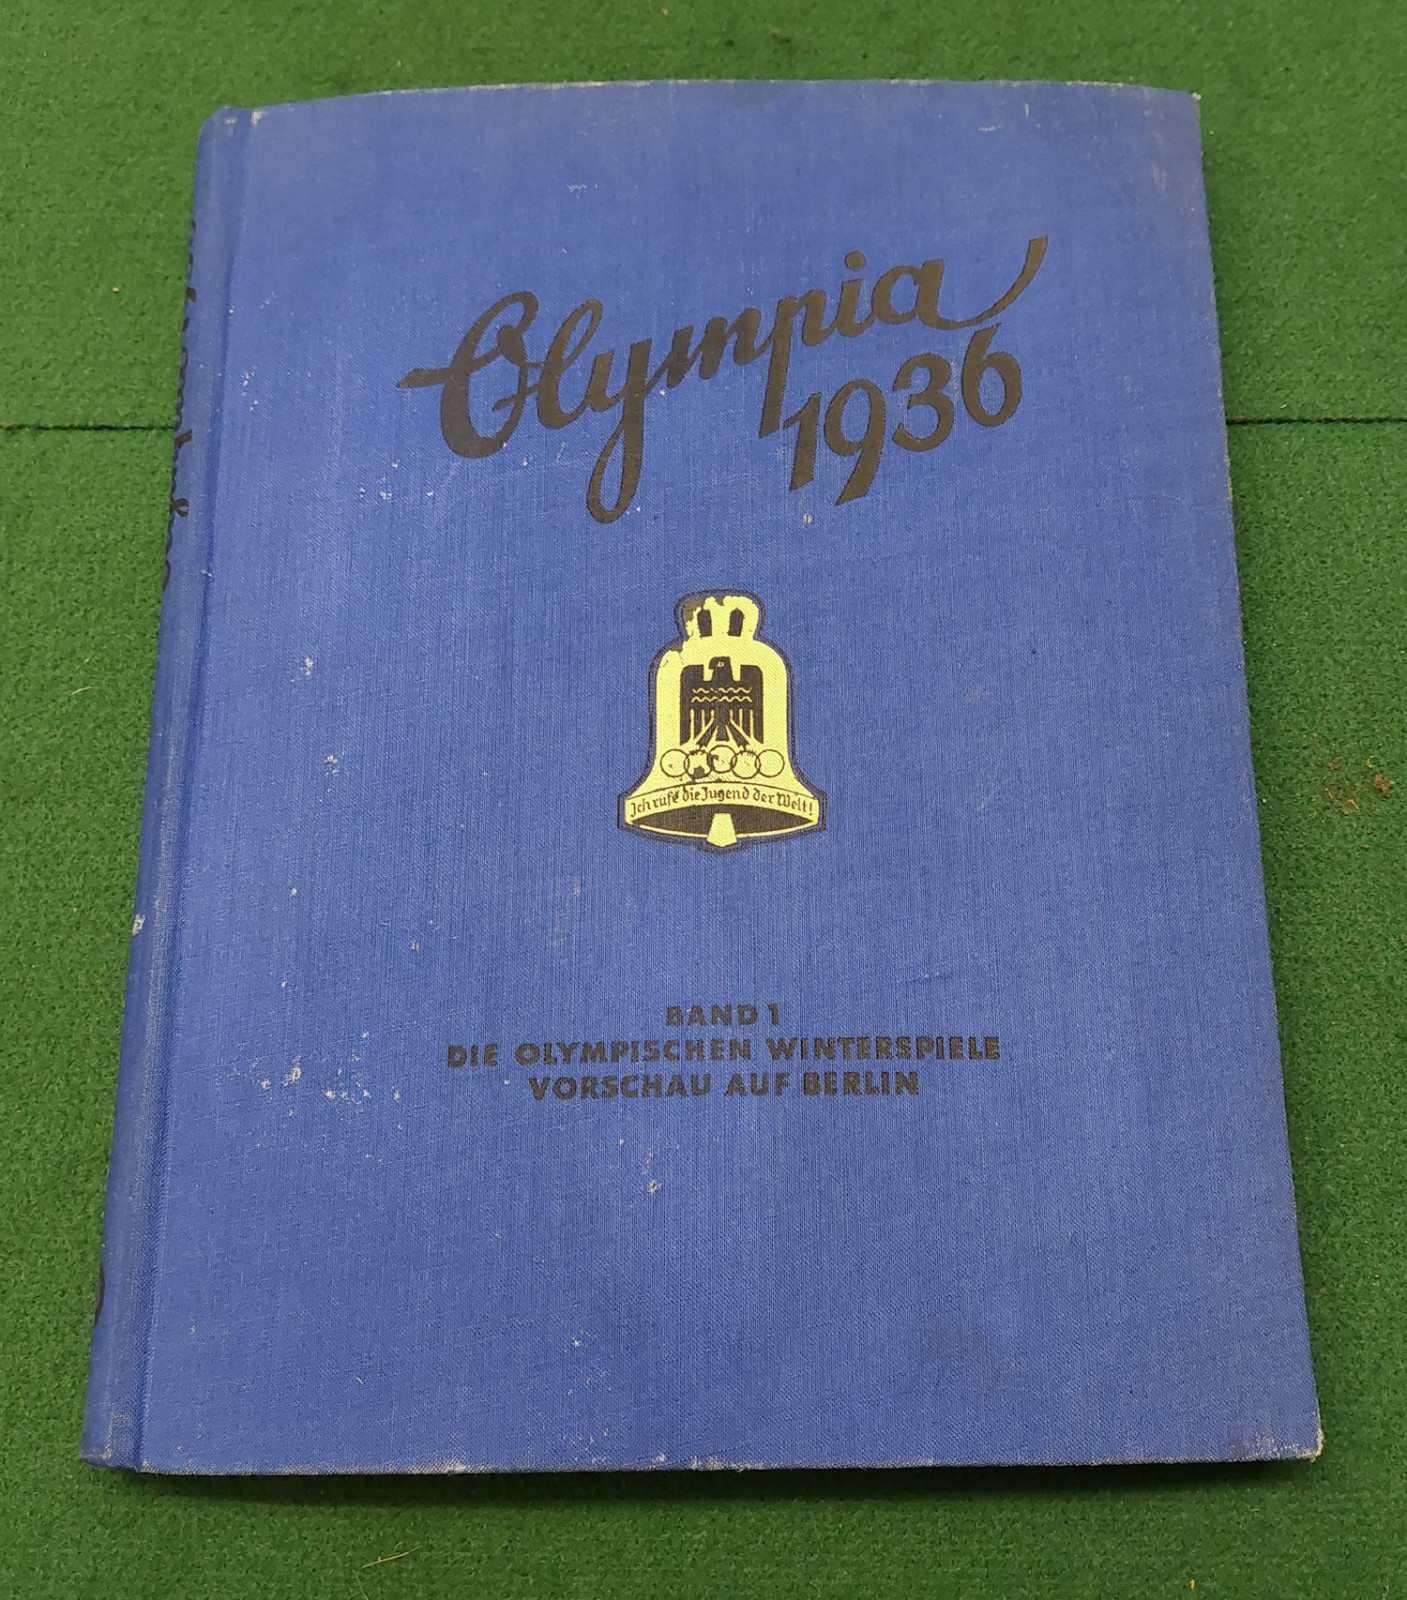 Olympia
1936
Ich rufe die Jugend der Welt!
BAND 1
DIE OLYMPISCHEN WINTERSPIELE
VORSCHAU AUF BERLIN